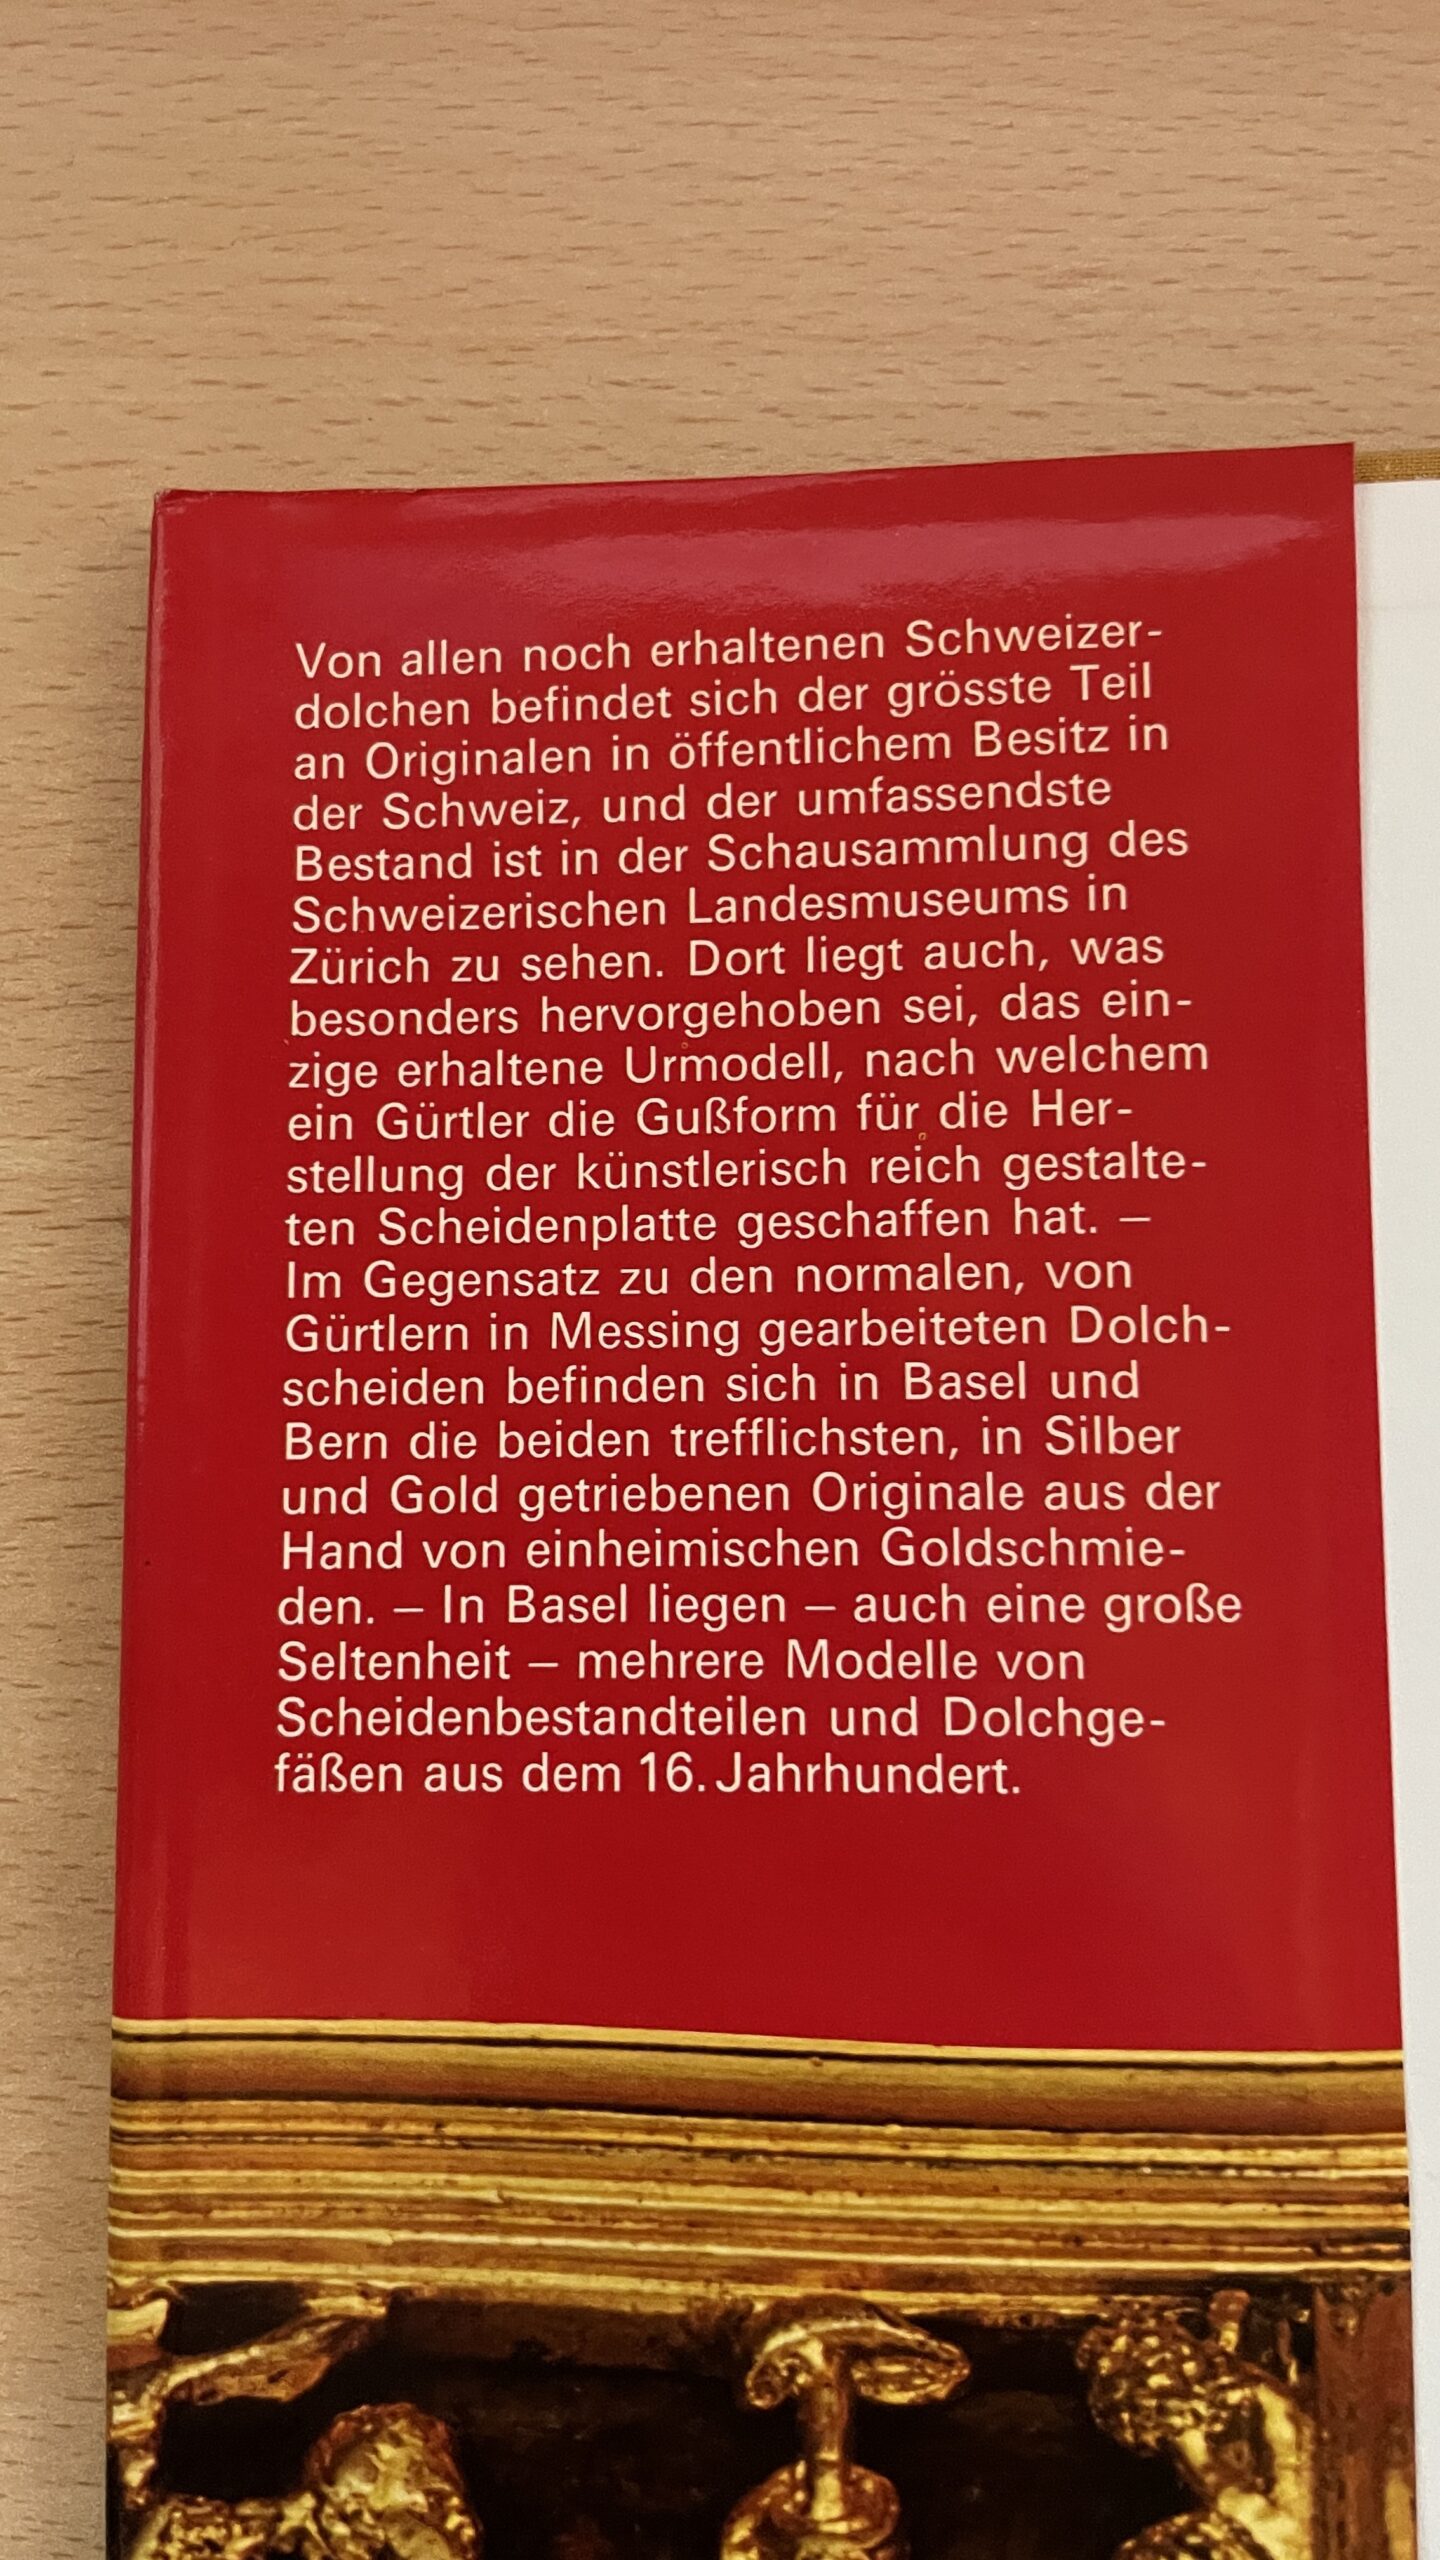 Von allen noch erhaltenen Schweizer-
dolchen befindet sich der grösste Teil
an Originalen in öffentlichem Besitz in
der Schweiz, und der umfassendste
Bestand ist in der Schausammlung des
Schweizerischen Landesmuseums in
Zürich zu sehen. Dort liegt auch, was
besonders hervorgehoben sei, das ein-
zige erhaltene Urmodell, nach welchem
ein Gürtler die Gußform für die Her-
stellung der künstlerisch reich gestalte-
ten Scheidenplatte geschaffen hat. –
Im Gegensatz zu den normalen, von
Gürtlern in Messing gearbeiteten Dolch-
scheiden befinden sich in Basel und
Bern die beiden trefflichsten, in Silber
und Gold getriebenen Originale aus der
Hand von einheimischen Goldschmie-
den. – In Basel liegen – auch eine große
Seltenheit – mehrere Modelle von
Scheidenbestandteilen und Dolchge-
fäßen aus dem 16. Jahrhundert.